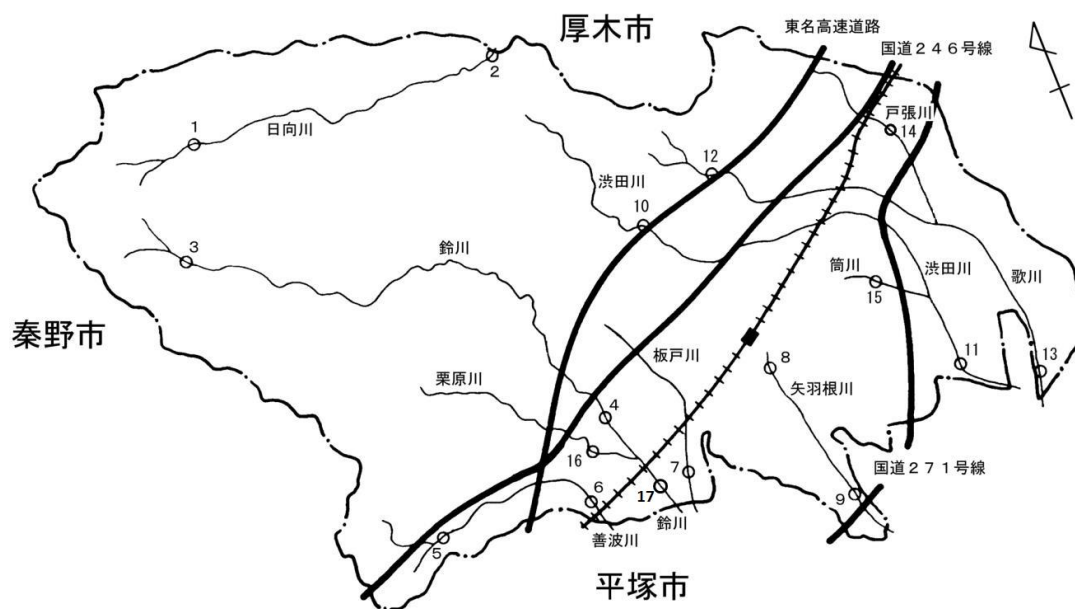 厚木市
東名高速道路
国道246号線
2
戸張川
14
1
日向川
12
渋田川
10
3
鈴川
筒川
15
渋田川
歌川
秦野市
板戸川
8
11
13
栗原川
矢羽根川
4
16
7
国道271号線
6
17
9
鈴川
5
善波川
平塚市